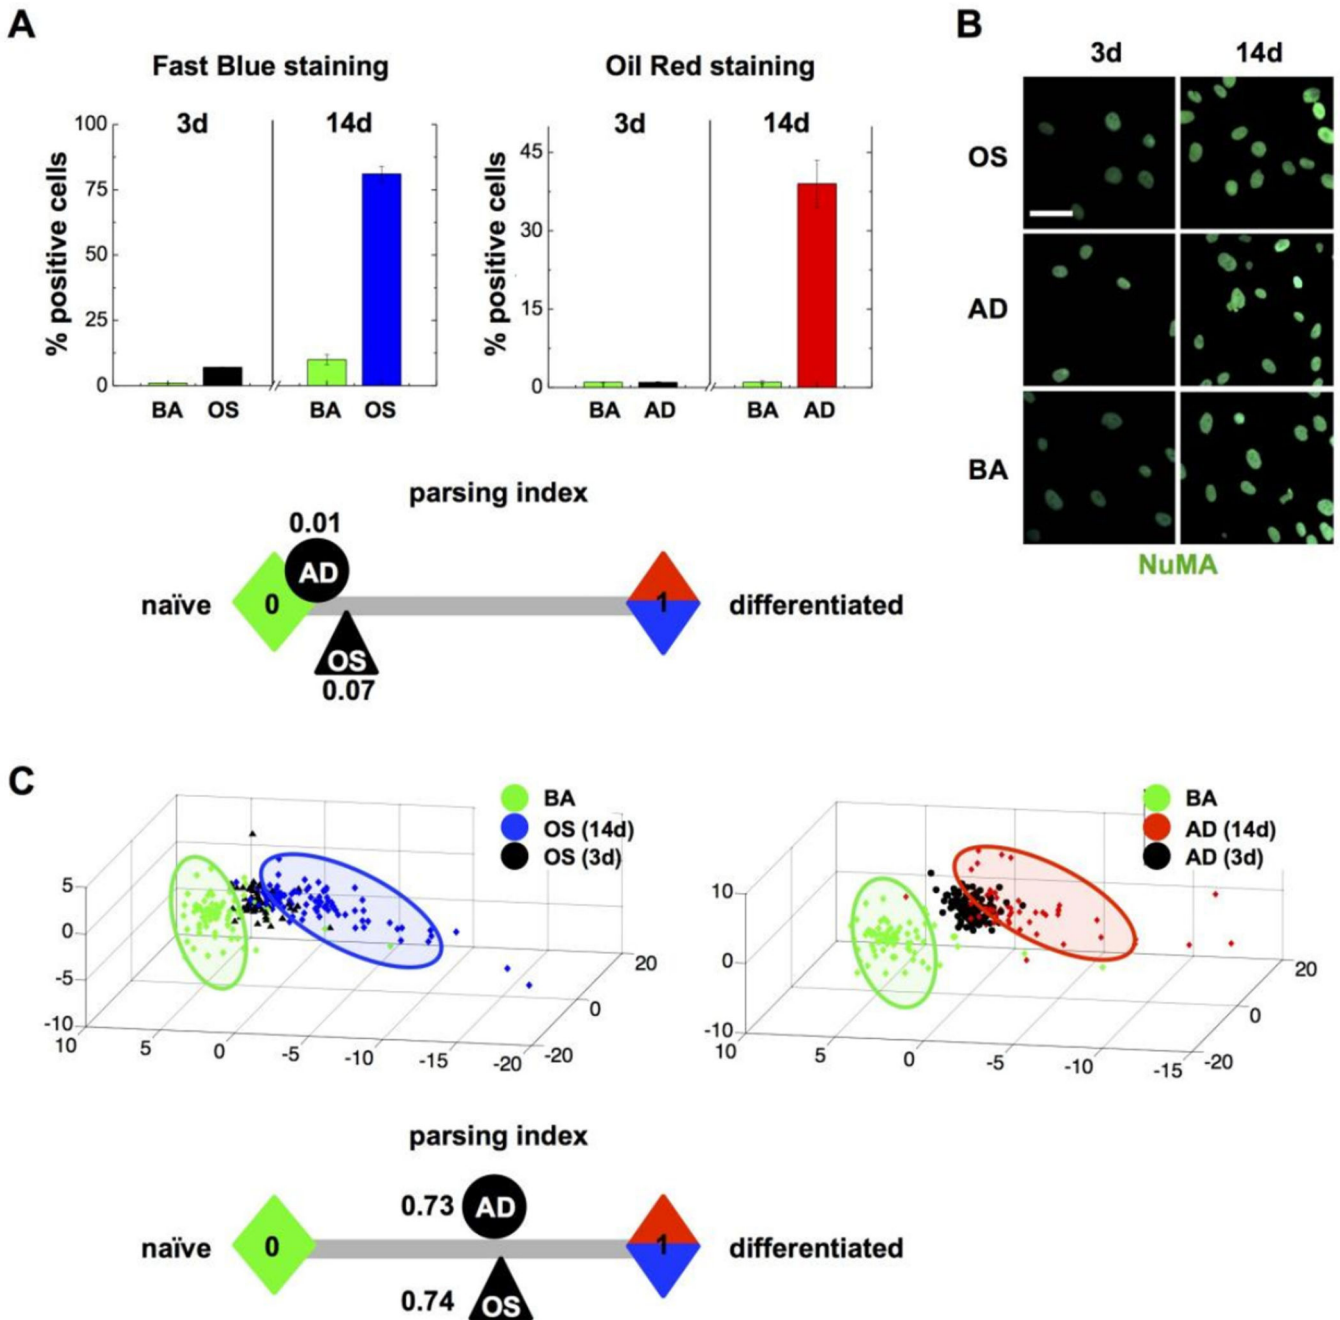 A
Fast Blue staining
3d
14d
% positive cells
100
75
50
25
0
BA OS
BA OS
Oil Red staining
3d
14d
% positive cells
45
30
15
0
BA AD
BA AD
B
3d
14d
OS
AD
BA
NuMA
parsing index
0.01
AD
naïve
0
1
differentiated
OS
0.07
C
BA
OS (14d)
OS (3d)
5
0
-5
-10
10
5
0
-5
-10
-15
-20
-20
0
20
BA
AD (14d)
AD (3d)
10
0
-10
10
5
0
-5
-10
-15
-20
0
20
parsing index
0.73
AD
naïve
0
1
differentiated
0.74
OS